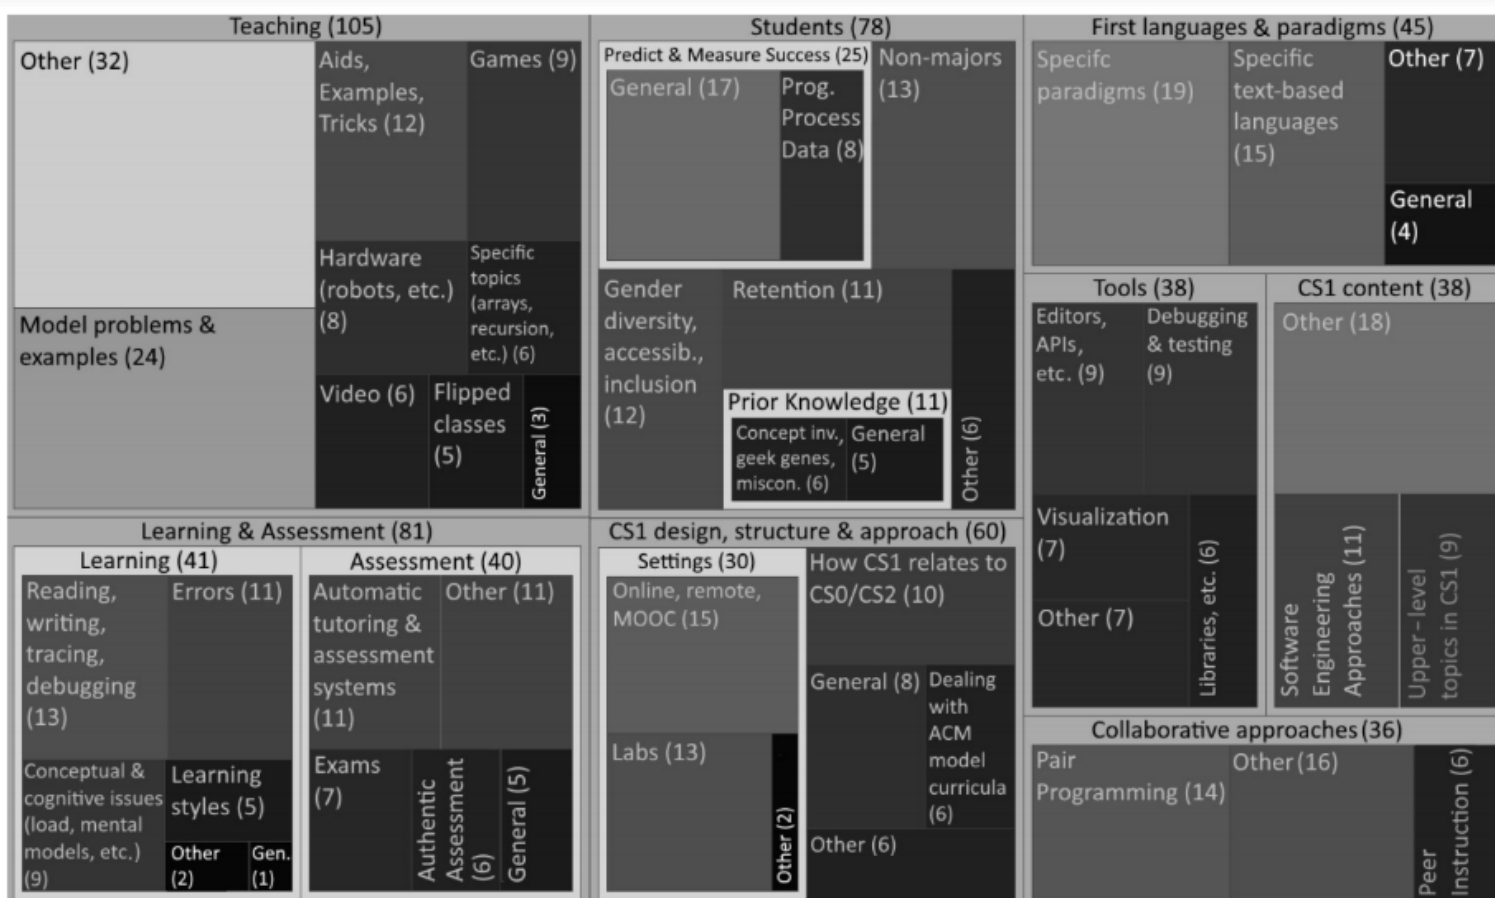 Teaching (105)
Other (32)
Aids,
Examples,
Tricks (12)
Games (9)
Model problems &
examples (24)
Hardware
(robots, etc.)
(8)
Specific
topics
(arrays,
recursion,
etc.) (6)
Video (6)
Flipped
classes
(5)
General (3)
Students (78)
Predict & Measure Success (25)
General (17)
Prog.
Process
Data (8)
Non-majors
(13)
Gender
diversity,
accessib.,
inclusion
(12)
Retention (11)
Prior Knowledge (11)
Concept inv.,
geek genes,
miscon. (6)
General
(5)
Other (6)
First languages & paradigms (45)
Specifc
paradigms (19)
Specific
text-based
languages
(15)
Other (7)
General
(4)
Tools (38)
Editors,
APIs,
etc. (9)
Debugging
& testing
(9)
Visualization
(7)
Other (7)
Libraries, etc. (6)
CS1 content (38)
Other (18)
Software
Engineering
Approaches (11)
Upper-level
topics in CS1 (9)
Learning & Assessment (81)
Learning (41)
Reading,
writing,
tracing,
debugging
(13)
Errors (11)
Conceptual &
cognitive issues
(load, mental
models, etc.)
(9)
Learning
styles (5)
Other
(2)
Gen.
(1)
Assessment (40)
Automatic
tutoring &
assessment
systems
(11)
Other (11)
Exams
(7)
Authentic
Assessment
(6)
General (5)
CS1 design, structure & approach (60)
Settings (30)
Online, remote,
MOOC (15)
Labs (13)
Other (2)
How CS1 relates to
CS0/CS2 (10)
General (8)
Dealing
with
ACM
model
curricula
(6)
Other (6)
Collaborative approaches (36)
Pair
Programming (14)
Other (16)
Peer
Instruction (6)